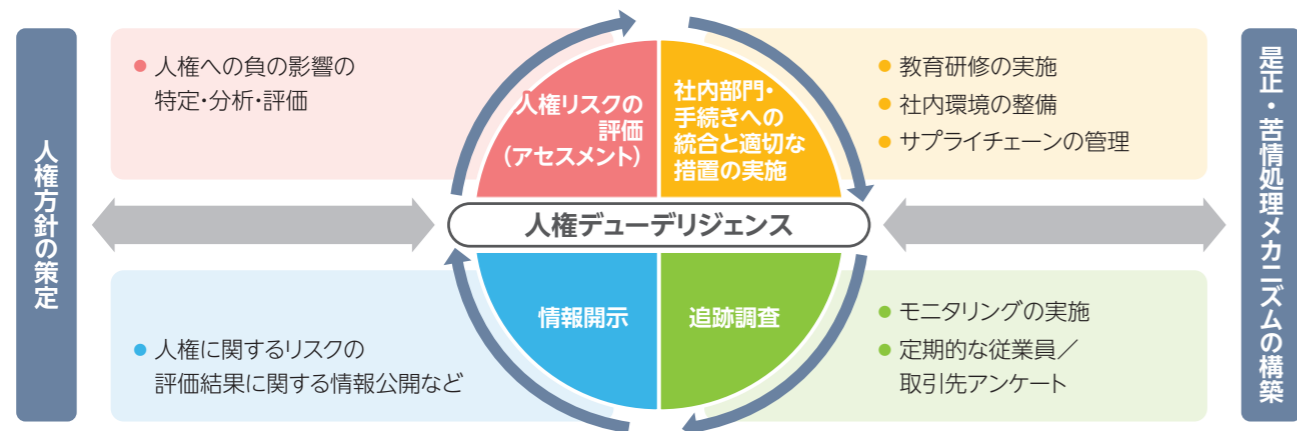 人権方針の策定
● 人権への負の影響の
特定・分析・評価
人権リスクの
評価
(アセスメント)
社内部門・
手続きへの
統合と適切な
措置の実施
● 教育研修の実施
● 社内環境の整備
● サプライチェーンの管理
人権デューデリジェンス
● 人権に関するリスクの
評価結果に関する情報公開など
情報開示
追跡調査
● モニタリングの実施
● 定期的な従業員／
取引先アンケート
是正・苦情処理メカニズムの構築